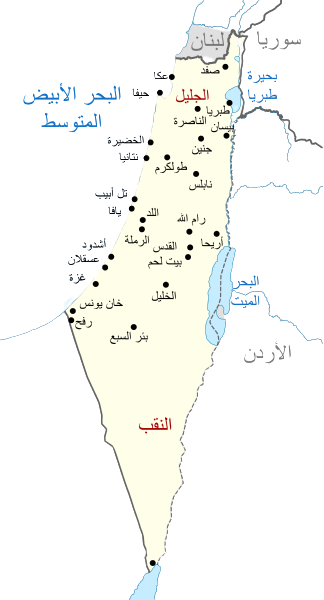 لبنان
سوريا
صفد
بحيرة
طبريا
عكا
حيفا
الجليل
البحر الأبيض
المتوسط
طبريا
الناصرة
بيسان
الخضيرة
جنين
نتانيا
طولكرم
نابلس
تل أبيب
يافا
اللد
رام الله
الرملة
أريحا
القدس
أشدود
بيت لحم
عسقلان
غزة
البحر
الميت
الخليل
خان يونس
رفح
بئر السبع
الأردن
النقب